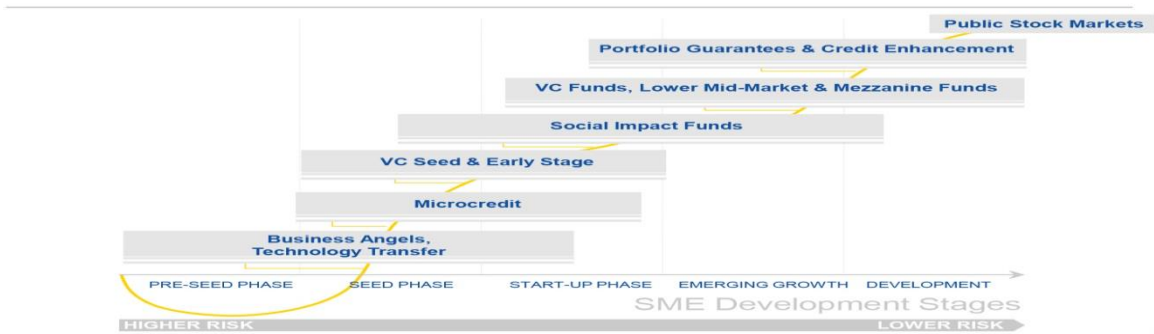 Public Stock Markets
Portfolio Guarantees & Credit Enhancement
VC Funds, Lower Mid-Market & Mezzanine Funds
Social Impact Funds
VC Seed & Early Stage
Microcredit
Business Angels,
Technology Transfer
PRE-SEED PHASE SEED PHASE START-UP PHASE EMERGING GROWTH DEVELOPMENT
SME Development Stages
HIGHER RISK LOWER RISK